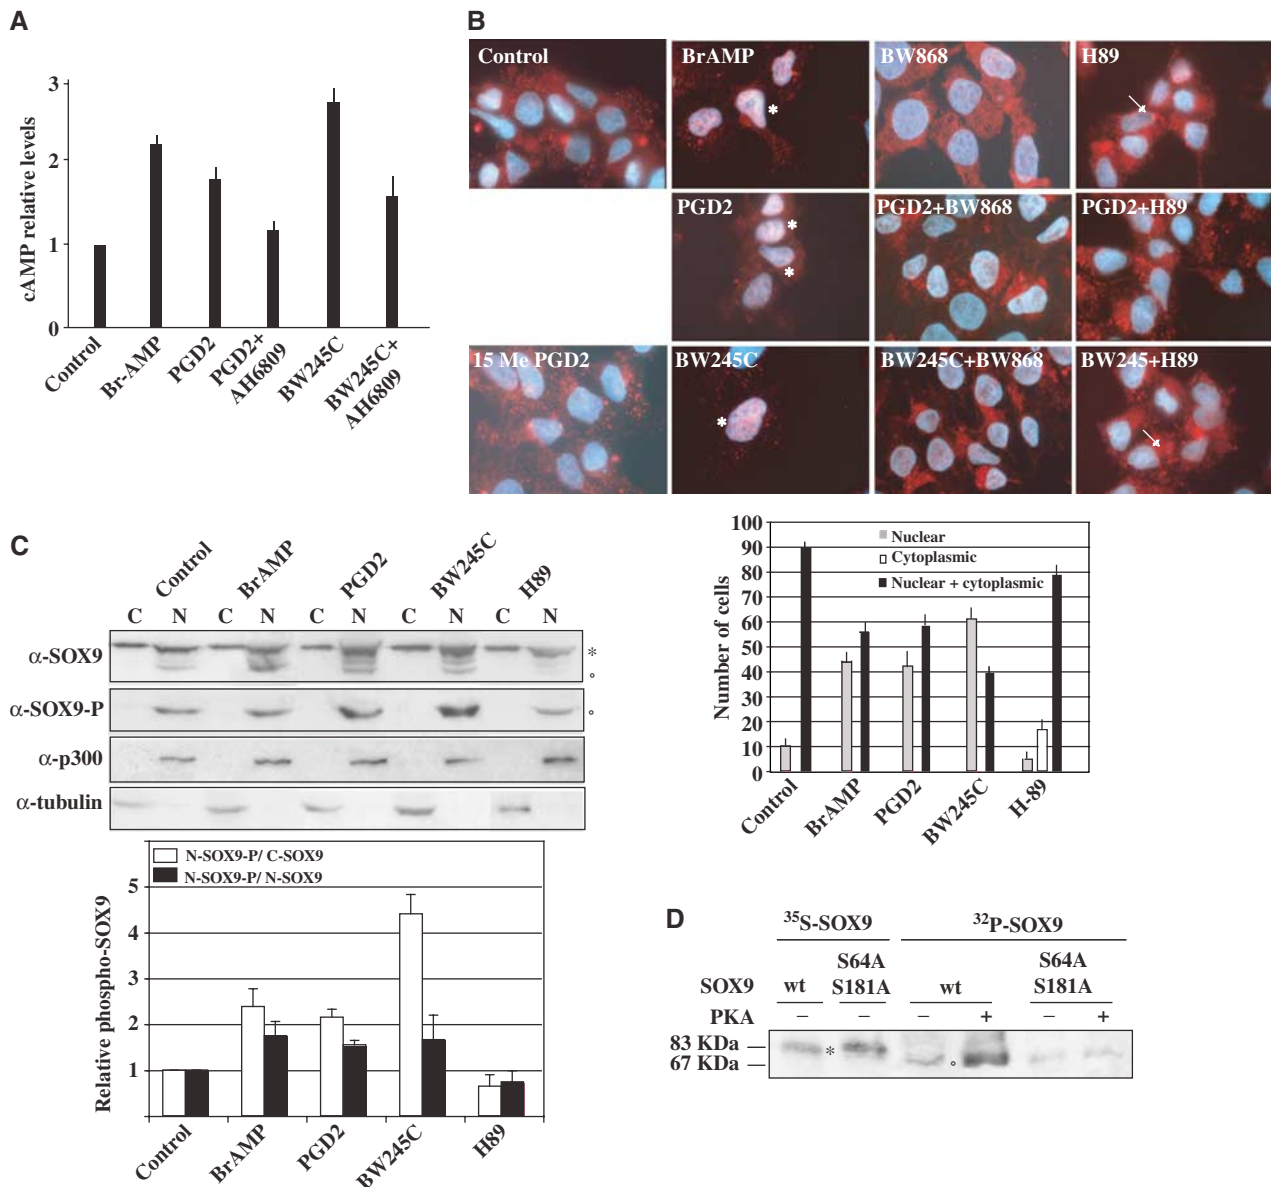 A
cAMP relative levels
3
2
1
0
Control
Br-AMP
PGD2
PGD2+
AH6809
BW245C
BW245C+
AH6809
B
Control
BrAMP
BW868
H89
PGD2
PGD2+BW868
PGD2+H89
15 Me PGD2
BW245C
BW245C+BW868
BW245+H89
* * * *
Number of cells
100
90
80
70
60
50
40
30
20
10
0
Nuclear
Cytoplasmic
Nuclear + cytoplasmic
Control
BrAMP
PGD2
BW245C
H-89
C
Control
BrAMP
PGD2
BW245C
H89
C N C N C N C N C N
α-SOX9
*
°
α-SOX9-P
°
α-p300
α-tubulin
Relative phospho-SOX9
N-SOX9-P/ C-SOX9
N-SOX9-P/ N-SOX9
5
4
3
2
1
Control
BrAMP
PGD2
BW245C
H89
D
35S-SOX9
32P-SOX9
S64A S64A
SOX9 wt S181A wt S181A
PKA – – – + – +
83 KDa
67 KDa
*
°